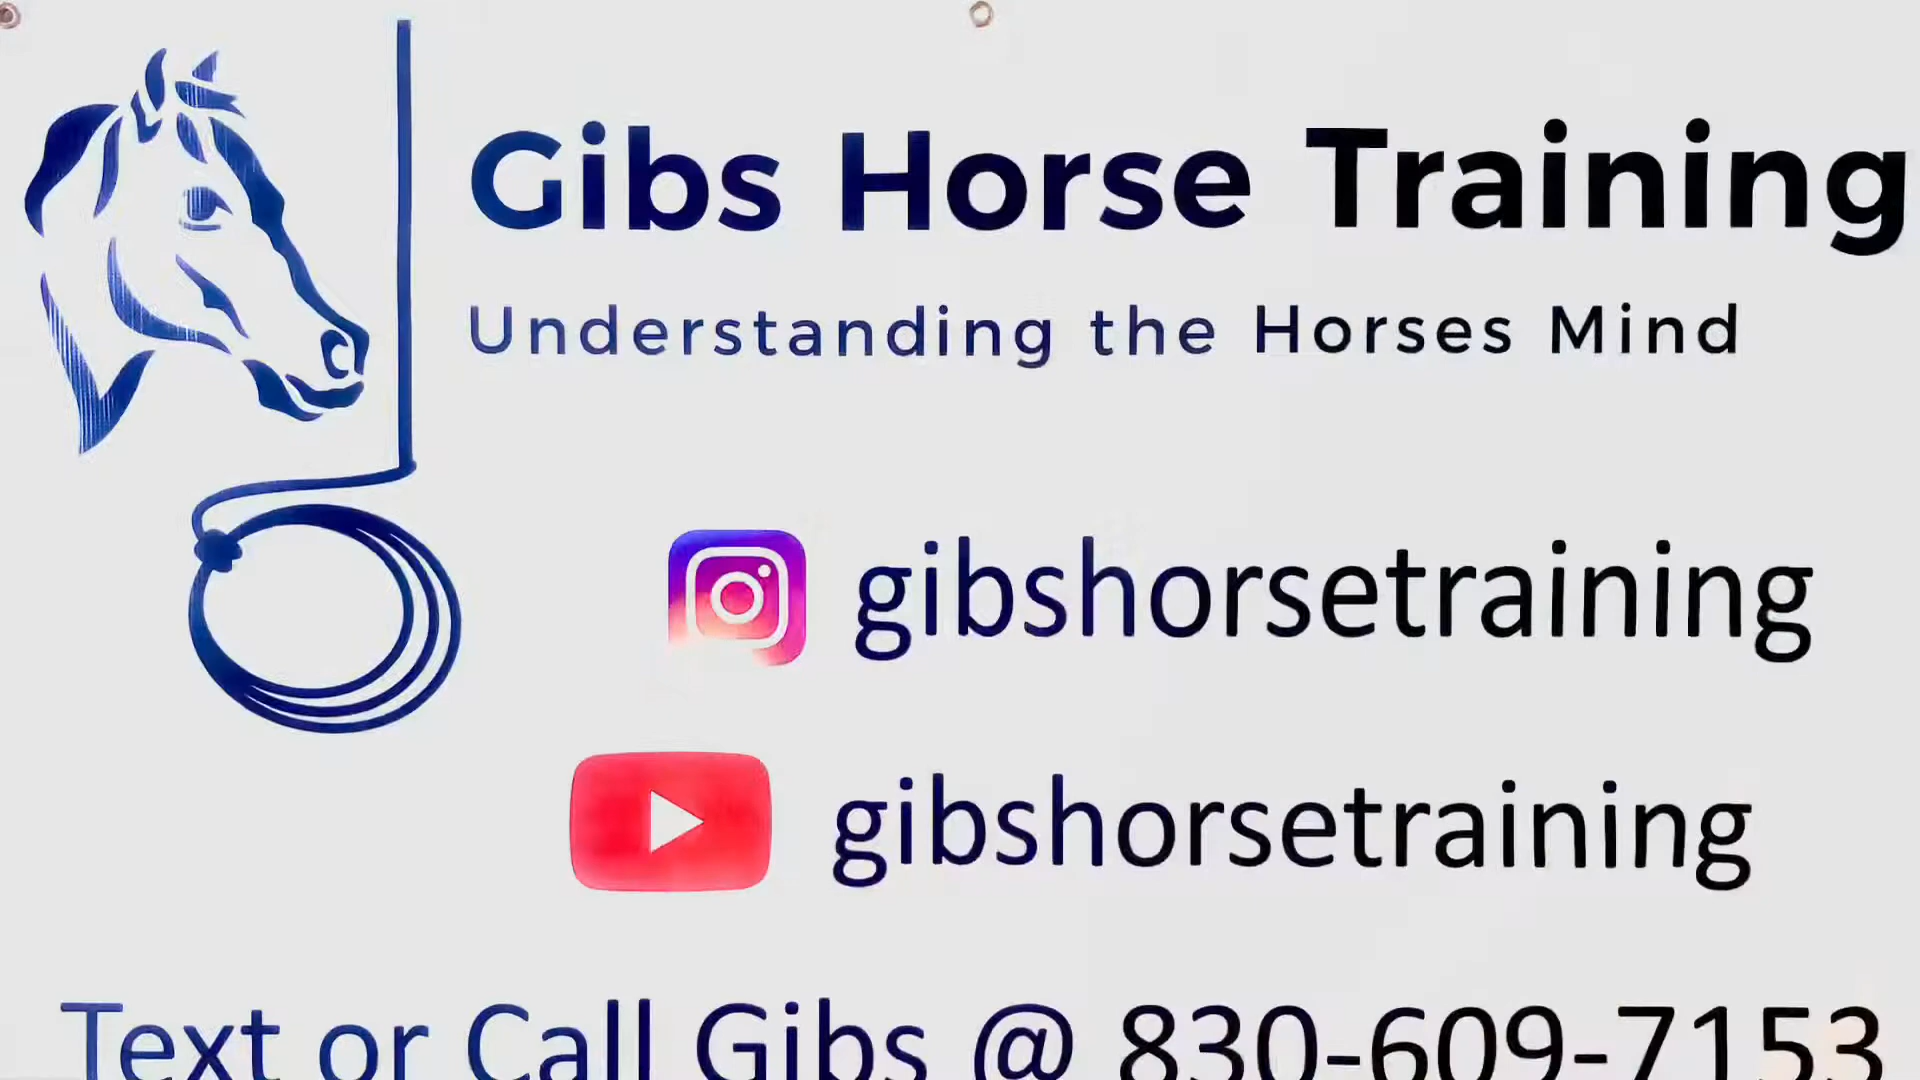 Gibs Horse Training
Understanding the Horses Mind
gibshorsetraining
gibshorsetraining
Text or Call Gibs @ 830-609-7153